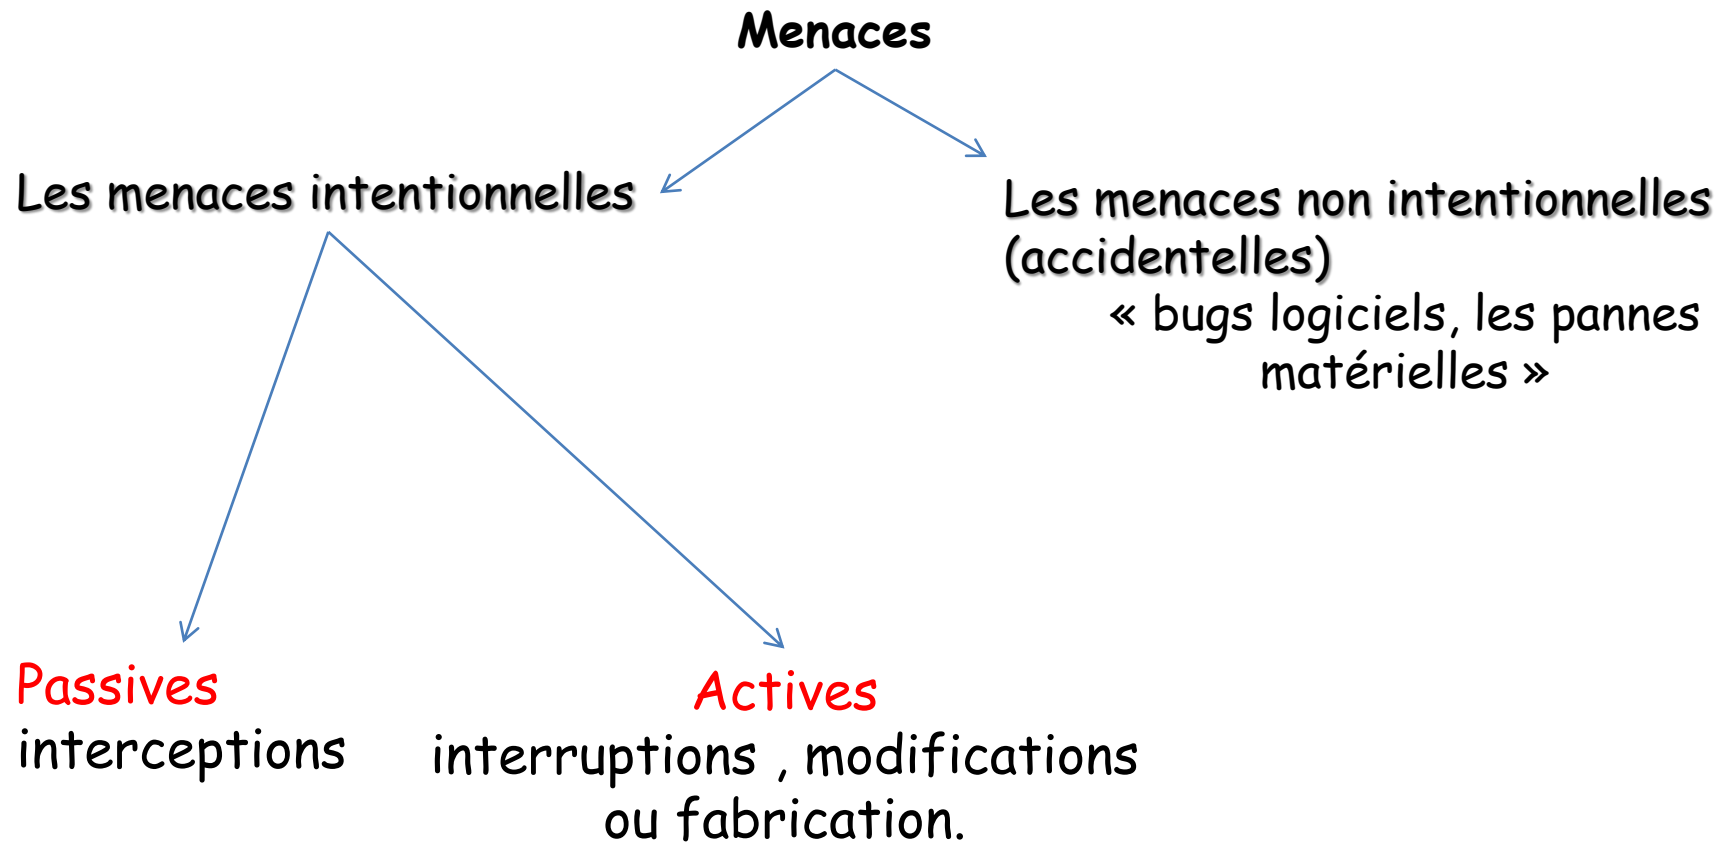 Menaces
Les menaces intentionnelles
Les menaces non intentionnelles
(accidentelles)
« bugs logiciels, les pannes
matérielles »
Passives
interceptions
Actives
interruptions , modifications
ou fabrication.